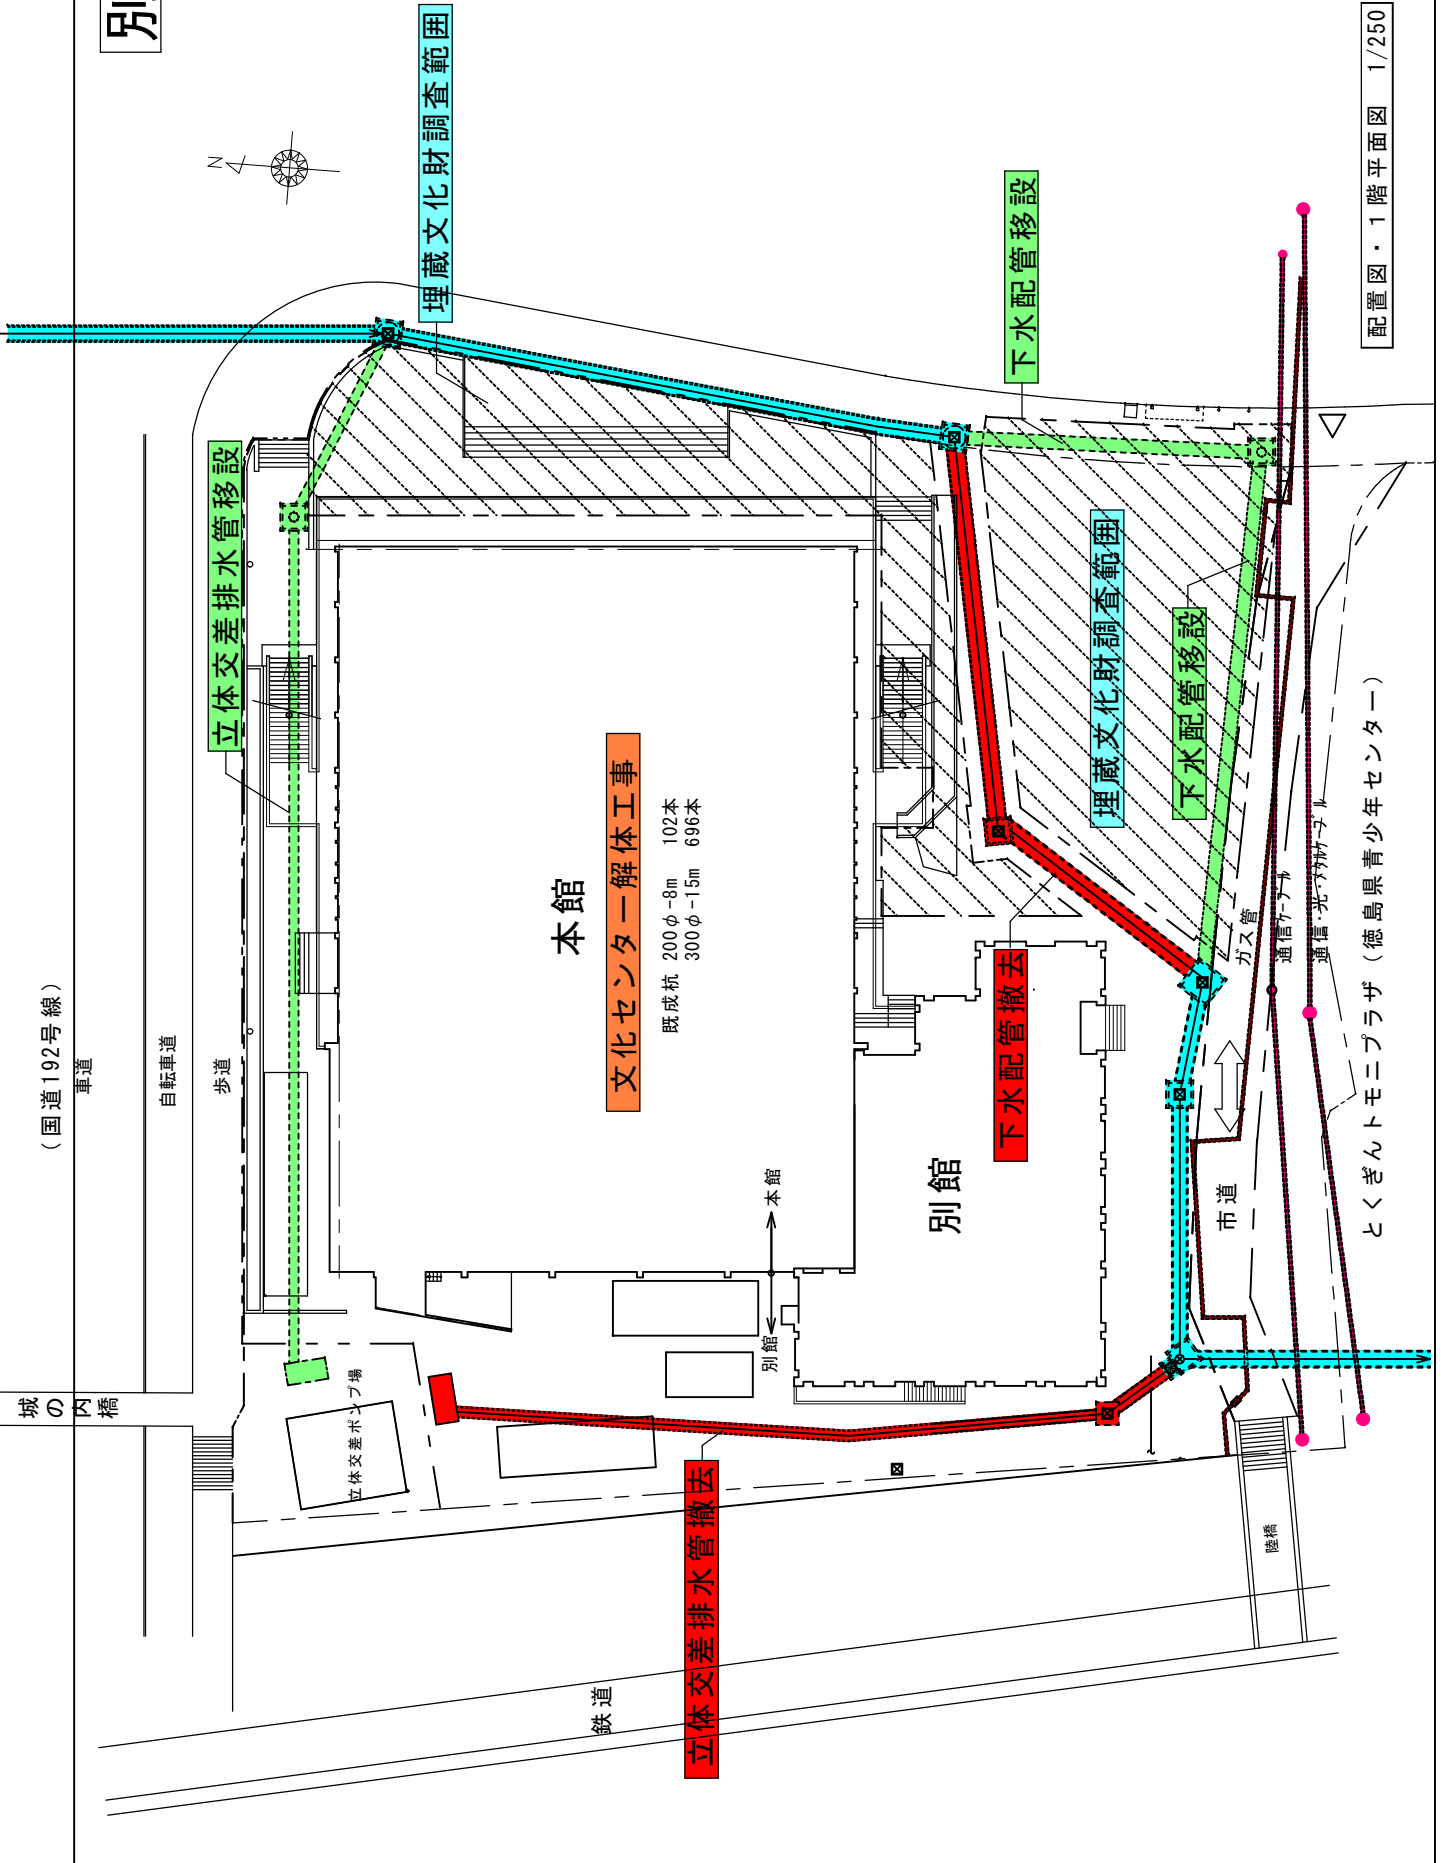 別
埋蔵文化財調査範囲
配置図・1階平面図 1/250
N
下水配管移設
立体交差排水管移設
埋蔵文化財調査範囲
下水配管移設
文化センター解体工事
既成杭 200φ-8m 102本
300φ-15m 696本
本館
下水配管撤去
ガス管
通信ケーブル
通信・光・メタルケーブル
とくぎんトモニプラザ（徳島県青少年センター）
（国道192号線）
車道
自転車道
歩道
別館
本館
別館
市道
城の内橋
立体交差ポンプ場
立体交差排水管撤去
陸橋
鉄道